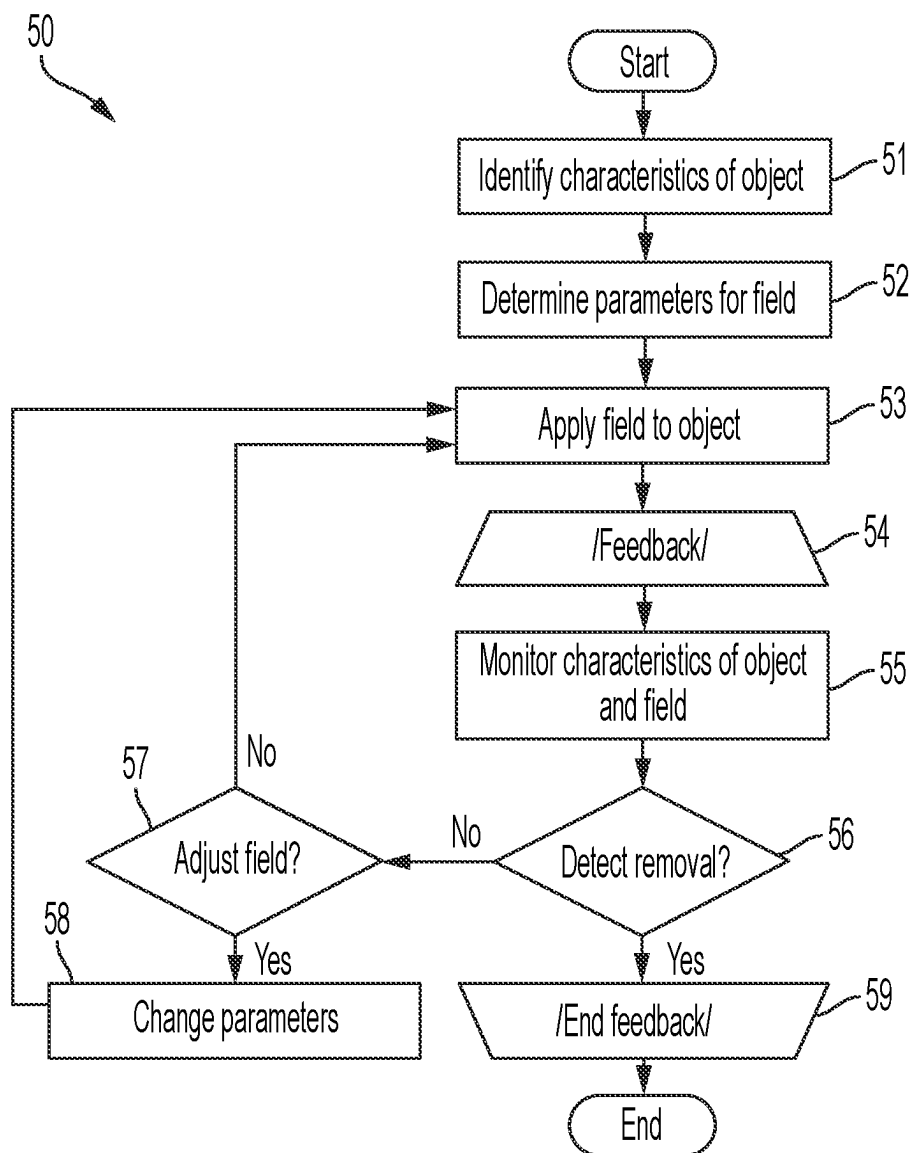 50
Start
Identify characteristics of object
51
Determine parameters for field
52
Apply field to object
53
/Feedback/
54
Monitor characteristics of object
and field
55
No
57
Adjust field?
No
Detect removal?
56
58
Yes
Yes
Change parameters
/End feedback/
59
End